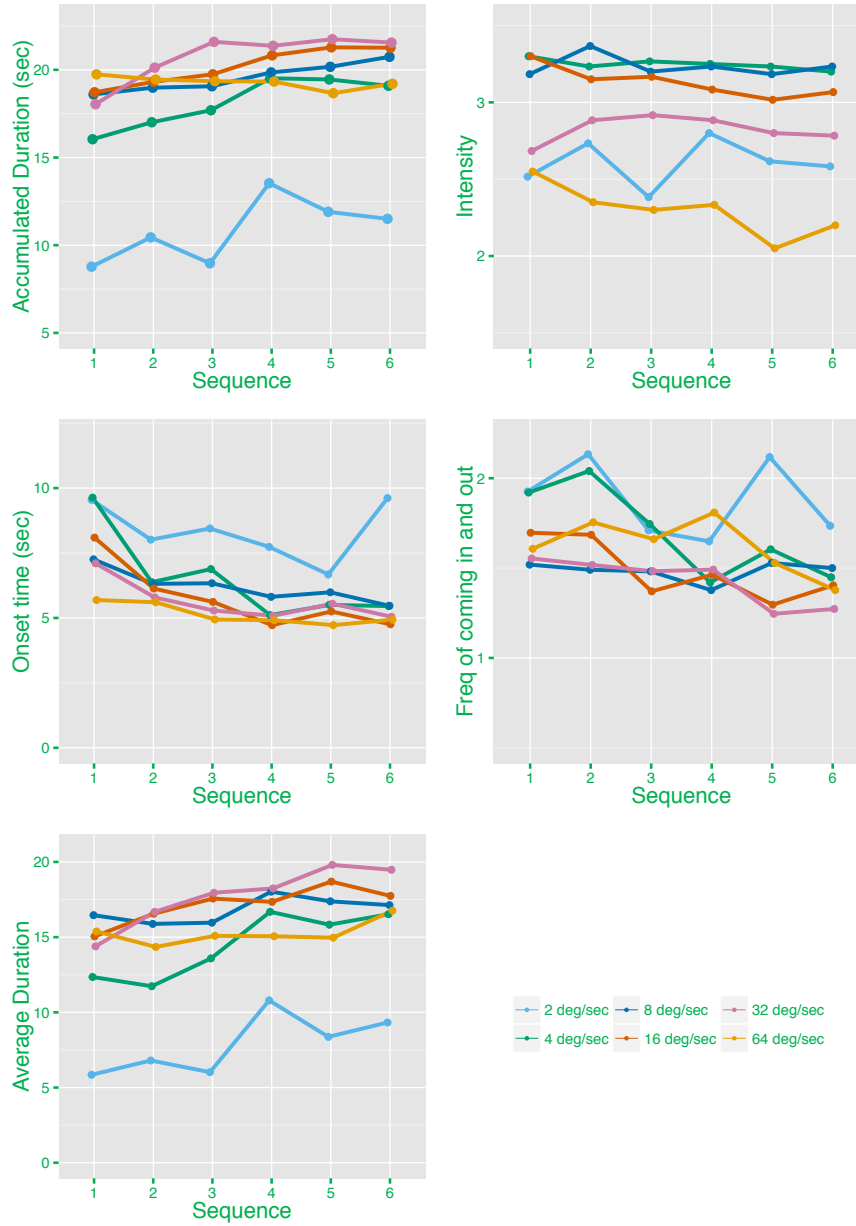 Accumulated Duration (sec)
20
15
10
5
1 2 3 4 5 6
Sequence
Intensity
3
2
1 2 3 4 5 6
Sequence
Onset time (sec)
10
5
0
1 2 3 4 5 6
Sequence
Freq of coming in and out
2
1
1 2 3 4 5 6
Sequence
Average Duration
20
15
10
5
0
1 2 3 4 5 6
Sequence
2 deg/sec 8 deg/sec 32 deg/sec
4 deg/sec 16 deg/sec 64 deg/sec